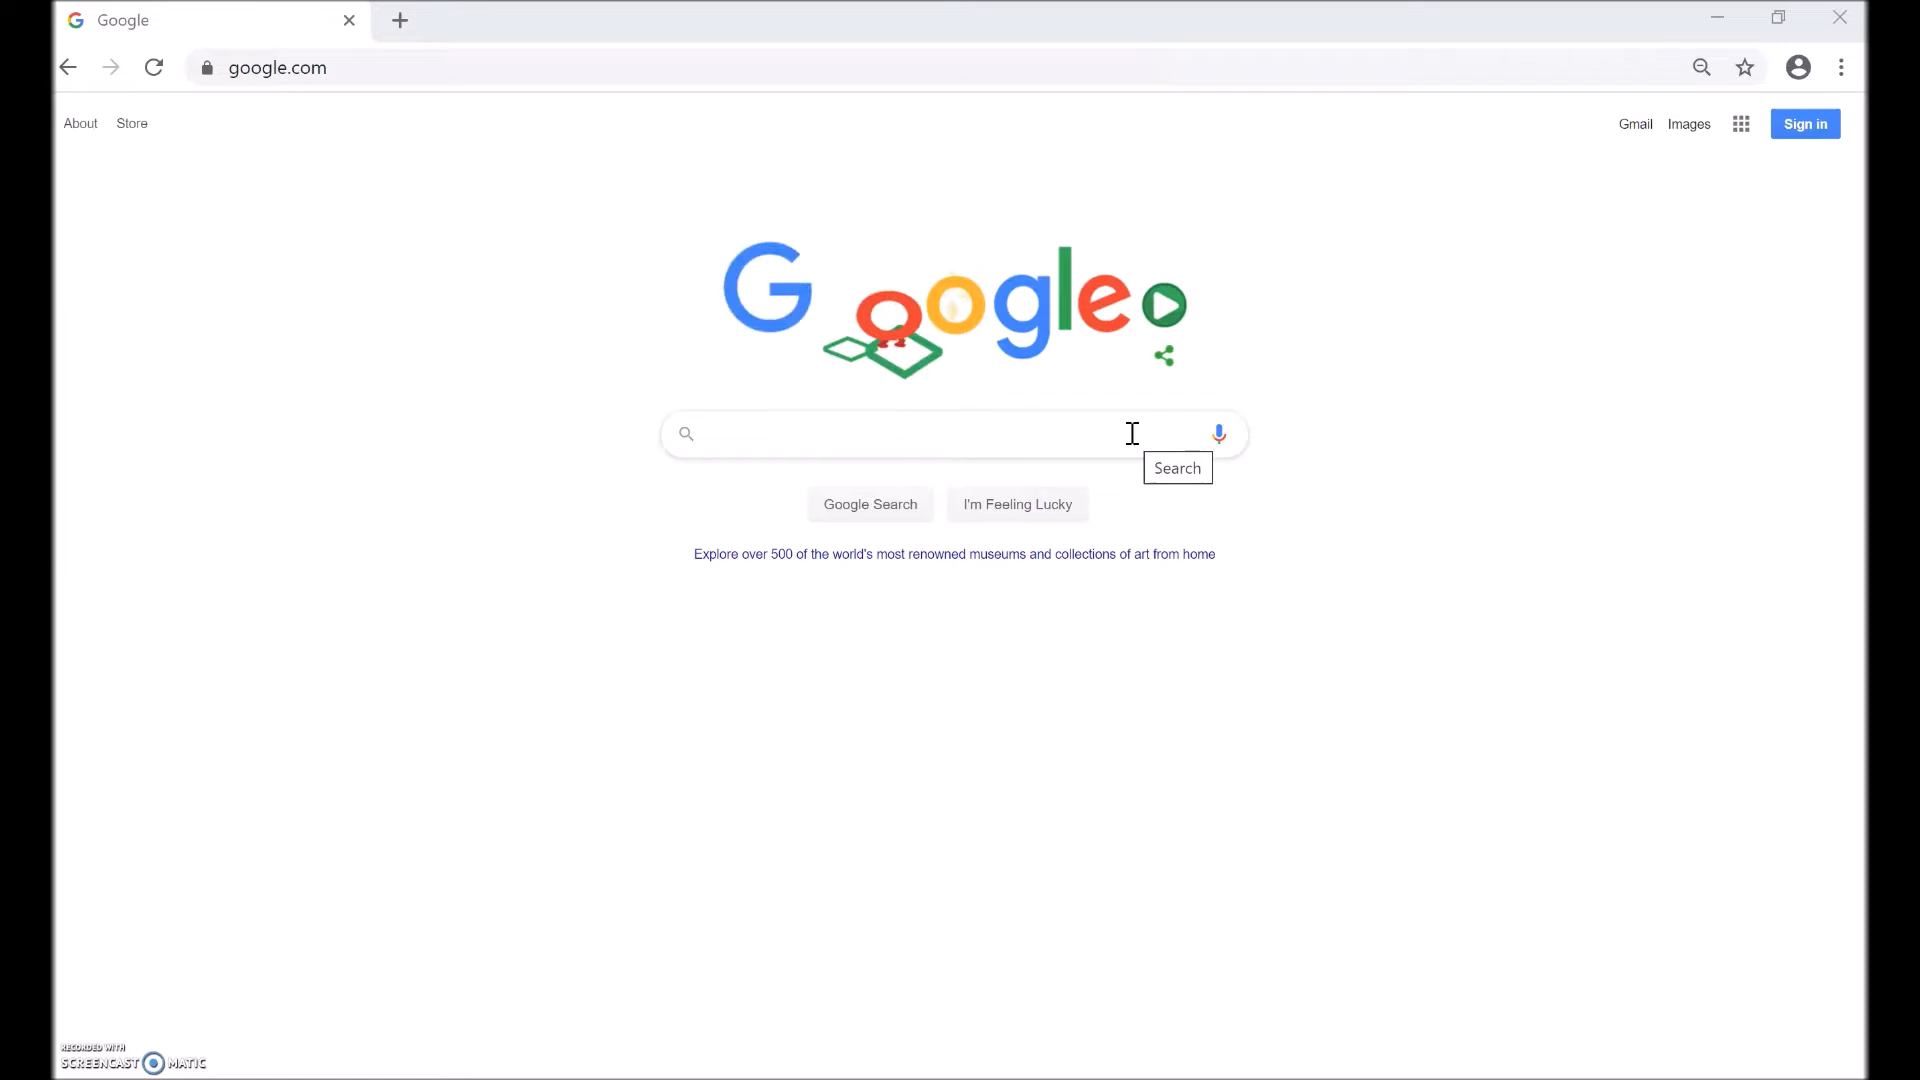 Google
google.com
About Store
Gmail Images Sign in
Google
Search
Google Search I'm Feeling Lucky
Explore over 500 of the world's most renowned museums and collections of art from home
RECORDED WITH
SCREENCAST MATIC